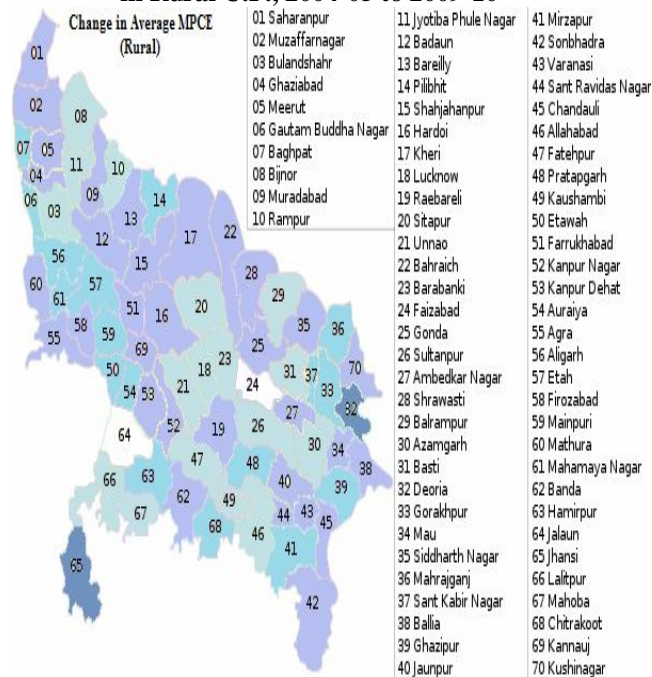 in Rural U.P., 2004-05 to 2009-10
Change in Average MPCE
(Rural)
01 Saharanpur
02 Muzaffarnagar
03 Bulandshahr
04 Ghaziabad
05 Meerut
06 Gautam Buddha Nagar
07 Baghpat
08 Bijnor
09 Muradabad
10 Rampur
11 Jyotiba Phule Nagar
12 Badaun
13 Bareilly
14 Pilibhit
15 Shahjahanpur
16 Hardoi
17 Kheri
18 Lucknow
19 Raebareli
20 Sitapur
21 Unnao
22 Bahraich
23 Barabanki
24 Faizabad
25 Gonda
26 Sultanpur
27 Ambedkar Nagar
28 Shrawasti
29 Balrampur
30 Azamgarh
31 Basti
32 Deoria
33 Gorakhpur
34 Mau
35 Siddharth Nagar
36 Mahrajganj
37 Sant Kabir Nagar
38 Ballia
39 Ghazipur
40 Jaunpur
41 Mirzapur
42 Sonbhadra
43 Varanasi
44 Sant Ravidas Nagar
45 Chandauli
46 Allahabad
47 Fatehpur
48 Pratapgarh
49 Kaushambi
50 Etawah
51 Farrukhabad
52 Kanpur Nagar
53 Kanpur Dehat
54 Auraiya
55 Agra
56 Aligarh
57 Etah
58 Firozabad
59 Mainpuri
60 Mathura
61 Mahamaya Nagar
62 Banda
63 Hamirpur
64 Jalaun
65 Jhansi
66 Lalitpur
67 Mahoba
68 Chitrakoot
69 Kannauj
70 Kushinagar
01
02
08
07 05
11 10
04 09
06 03
14
13
12
17
22
56
15
28
60 61 57
29
51 16 20
35 36
55 58 59
69
25
50
23
18
24
31 37 33
70
32
54 53 21
27
64
52 19 26
30 34
38
66 63 47 48
40
39
67 62 49
68 46 44 43 45
41
65
42